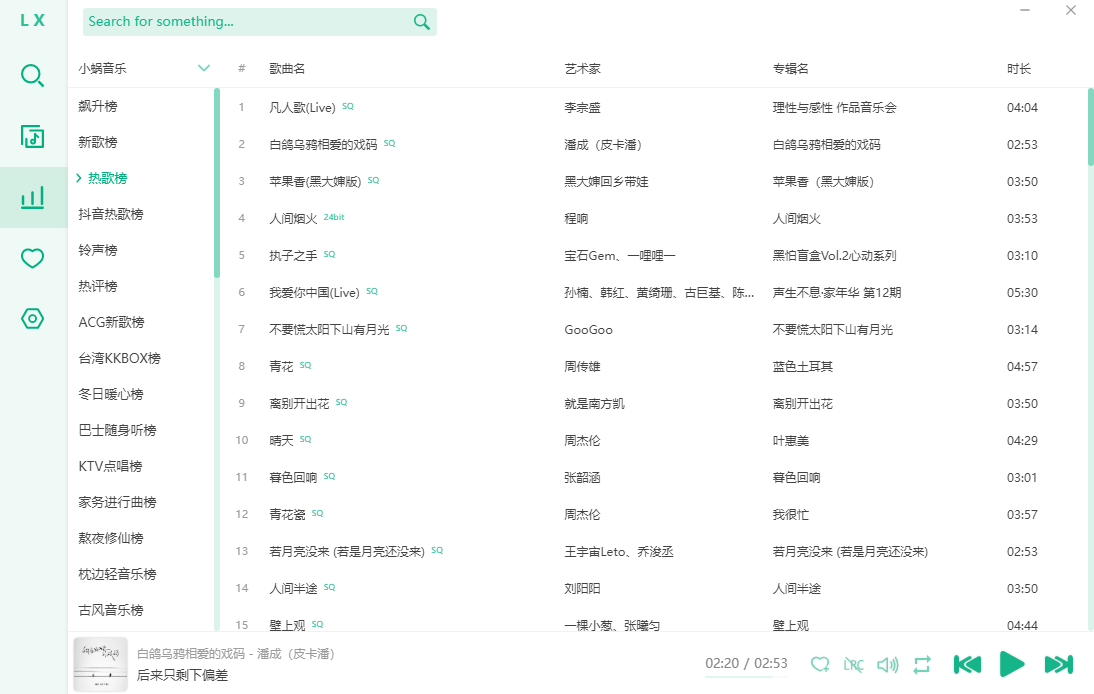 LX
Search for something...
小蜗音乐
飙升榜
新歌榜
热歌榜
抖音热歌榜
铃声榜
热评榜
ACG新歌榜
台湾KKBOX榜
冬日暖心榜
巴士随身听榜
KTV点唱榜
家务进行曲榜
熬夜修仙榜
枕边轻音乐榜
古风音乐榜
# 歌曲名 艺术家 专辑名 时长
1 凡人歌(Live) SQ 李宗盛 理性与感性 作品音乐会 04:04
2 白鸽乌鸦相爱的戏码 SQ 潘成（皮卡潘） 白鸽乌鸦相爱的戏码 02:53
3 苹果香(黑大婶版) SQ 黑大婶回乡带娃 苹果香（黑大婶版） 03:50
4 人间烟火 24bit 程响 人间烟火 03:53
5 执子之手 SQ 宝石Gem、一哩哩一 黑怕盲盒Vol.2心动系列 03:10
6 我爱你中国(Live) SQ 孙楠、韩红、黄绮珊、古巨基、陈... 声生不息·家年华 第12期 05:30
7 不要慌太阳下山有月光 SQ GooGoo 不要慌太阳下山有月光 03:14
8 青花 SQ 周传雄 蓝色土耳其 04:57
9 离别开出花 SQ 就是南方凯 离别开出花 03:50
10 晴天 SQ 周杰伦 叶惠美 04:29
11 暮色回响 SQ 张韶涵 暮色回响 03:01
12 青花瓷 SQ 周杰伦 我很忙 03:57
13 若月亮没来 (若是月亮还没来) SQ 王宇宙Leto、乔浚丞 若月亮没来 (若是月亮还没来) 02:53
14 人间半途 SQ 刘阳阳 人间半途 03:50
15 壁上观 SQ 一棵小葱、张曦匀 壁上观 04:44
白鸽乌鸦相爱的戏码 - 潘成（皮卡潘）
后来只剩下偏差
02:20 / 02:53
LRC